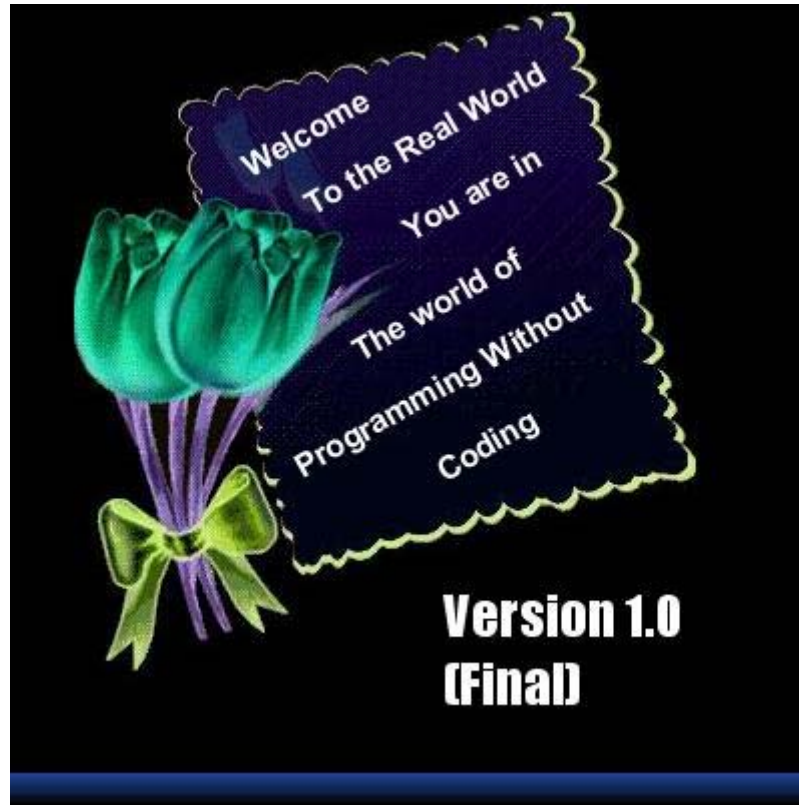 Welcome
To the Real World
You are in
The world of
Programming Without
Coding
Version 1.0
(Final)